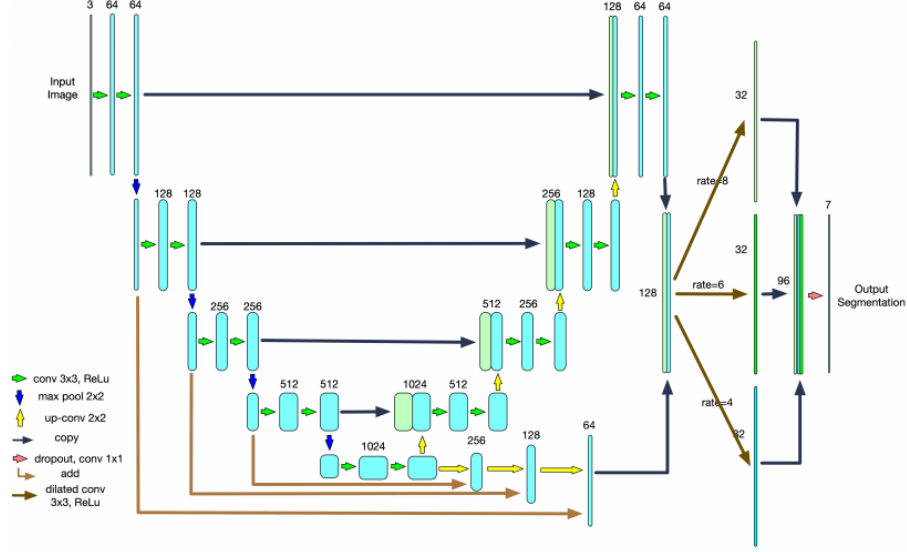 3 64 64
128 64 64
Input
Image
32
rate=8
128 128
256 128
7
32
rate=6
128
96
Output
Segmentation
256 256
512 256
conv 3x3, ReLu
max pool 2x2
up-conv 2x2
copy
dropout, conv 1x1
add
dilated conv
3x3, ReLu
512 512
1024 512
rate=4
32
1024
256
128
64